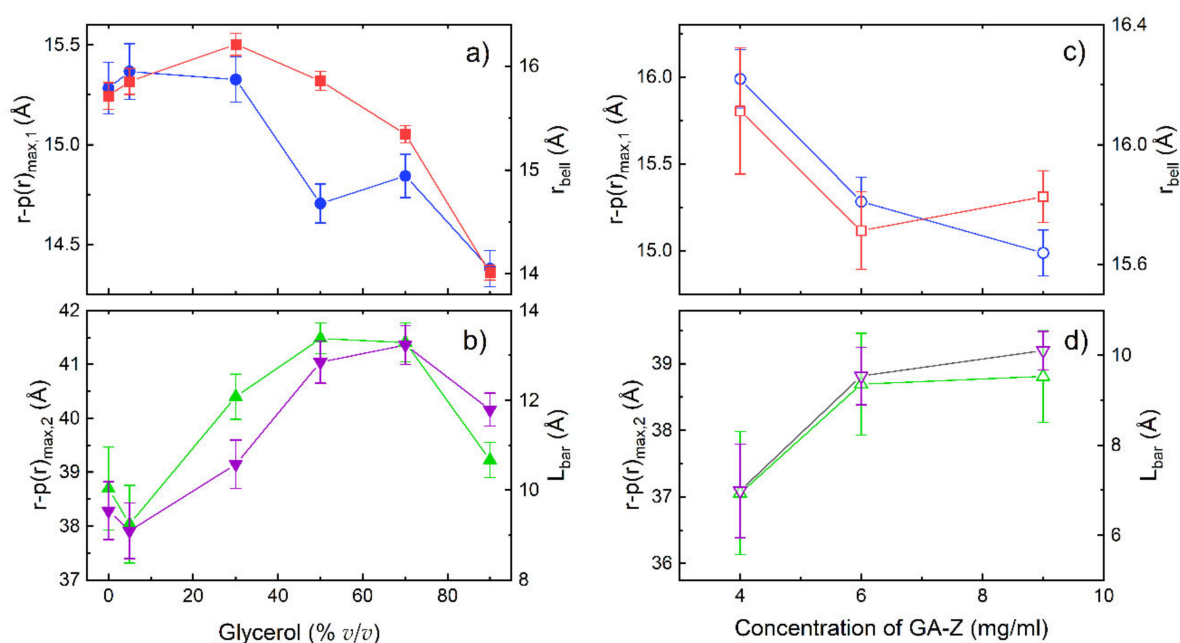 a)
15.5
15.0
14.5
r-p(r)max,1 (Å)
16
15
14
rbell (Å)
c)
16.0
15.5
15.0
r-p(r)max,1 (Å)
16.4
16.0
15.6
rbell (Å)
b)
42
41
40
39
38
37
r-p(r)max,2 (Å)
14
12
10
8
Lbar (Å)
0 20 40 60 80
Glycerol (% v/v)
d)
39
38
37
36
r-p(r)max,2 (Å)
10
8
6
Lbar (Å)
4 6 8 10
Concentration of GA-Z (mg/ml)